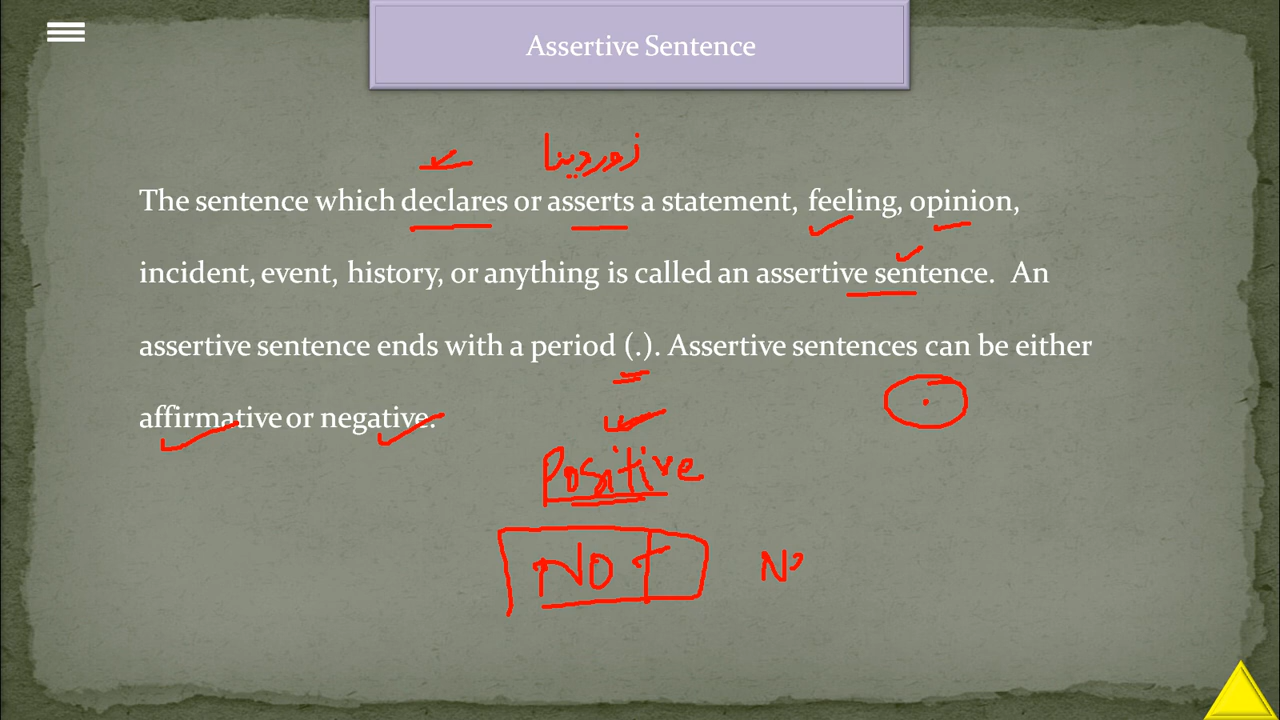 Assertive Sentence
زور دینا
The sentence which declares or asserts a statement, feeling, opinion,
incident, event, history, or anything is called an assertive sentence. An
assertive sentence ends with a period (.). Assertive sentences can be either
affirmative or negative.
Positive
NOT